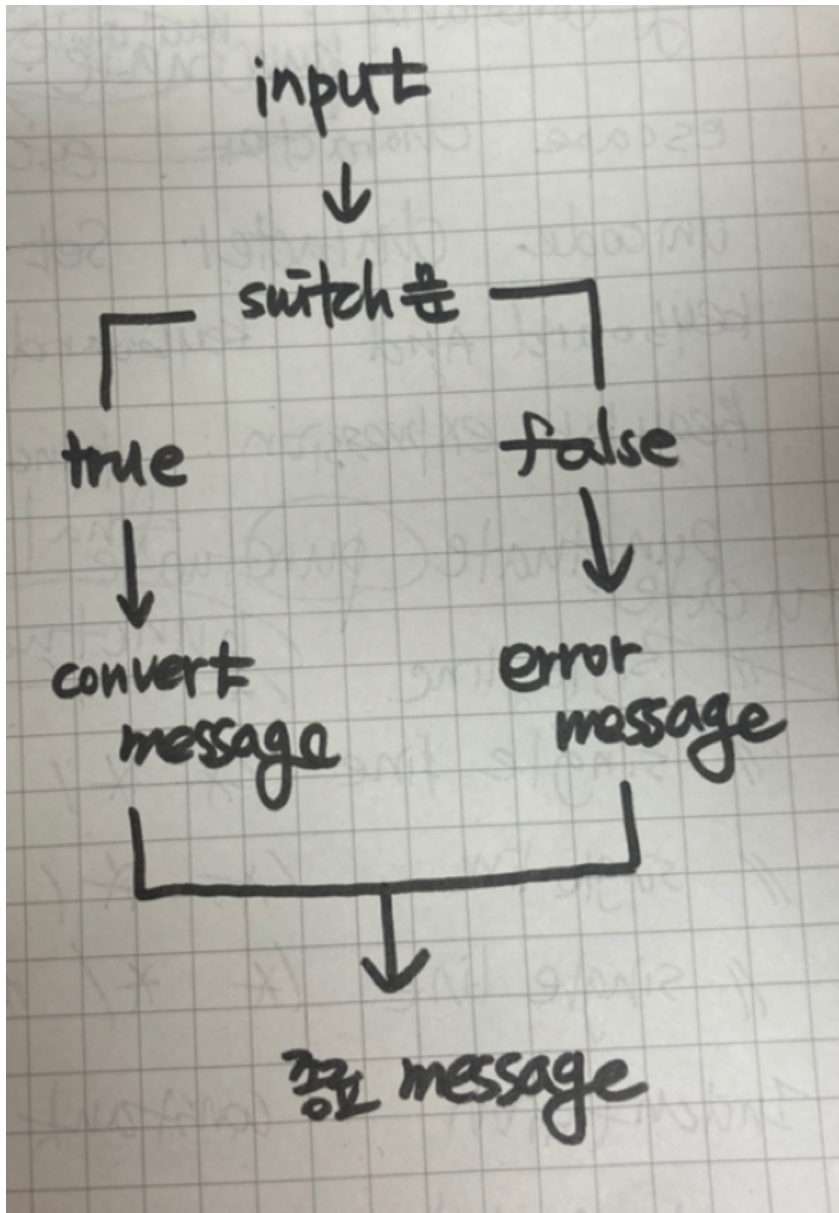 input
switch문
true
false
convert
message
error
message
종료 message